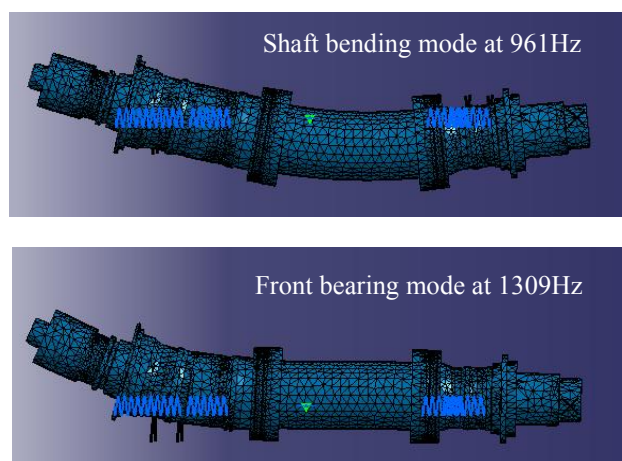 Shaft bending mode at 961Hz
Front bearing mode at 1309Hz